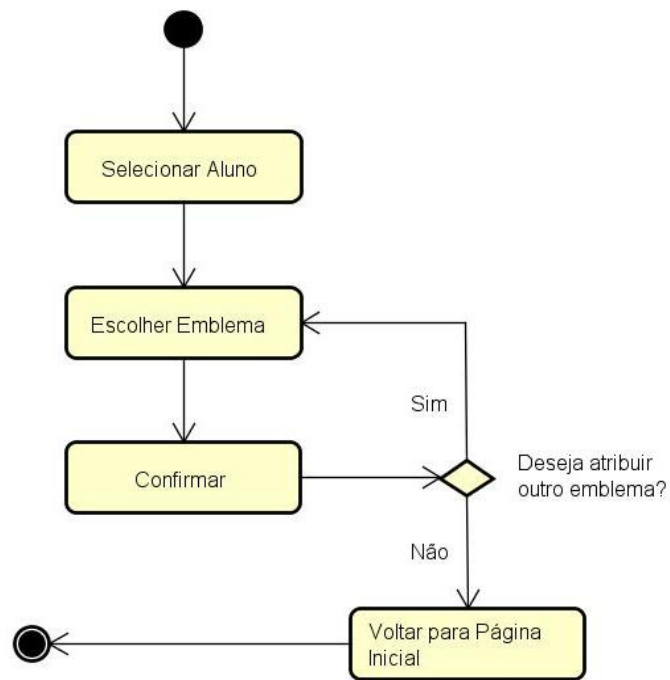 Selecionar Aluno
Escolher Emblema
Sim
Confirmar
Deseja atribuir
outro emblema?
Não
Voltar para Página
Inicial